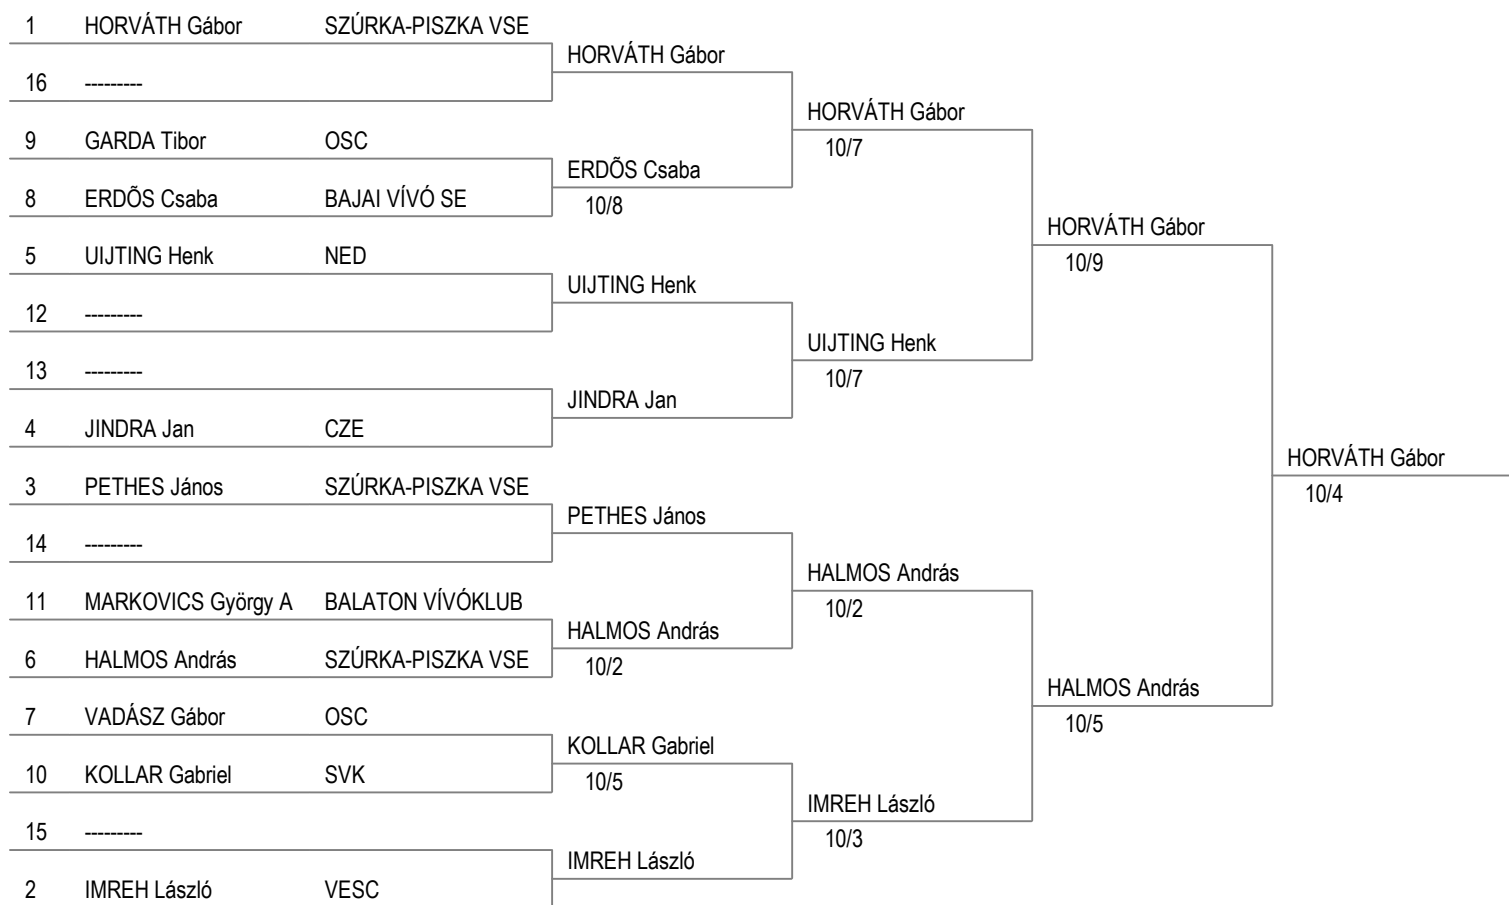 1 HORVÁTH Gábor SZÚRKA-PISZKA VSE
HORVÁTH Gábor
16 ---------
HORVÁTH Gábor
9 GARDA Tibor OSC
10/7
ERDÕS Csaba
8 ERDÕS Csaba BAJAI VÍVÓ SE
10/8
HORVÁTH Gábor
5 UIJTING Henk NED
10/9
UIJTING Henk
12 ---------
UIJTING Henk
13 ---------
10/7
JINDRA Jan
4 JINDRA Jan CZE
HORVÁTH Gábor
3 PETHES János SZÚRKA-PISZKA VSE
10/4
PETHES János
14 ---------
HALMOS András
11 MARKOVICS György A BALATON VÍVÓKLUB
10/2
HALMOS András
6 HALMOS András SZÚRKA-PISZKA VSE
10/2
HALMOS András
7 VADÁSZ Gábor OSC
10/5
KOLLAR Gabriel
10 KOLLAR Gabriel SVK
10/5
IMREH László
15 ---------
10/3
IMREH László
2 IMREH László VESC